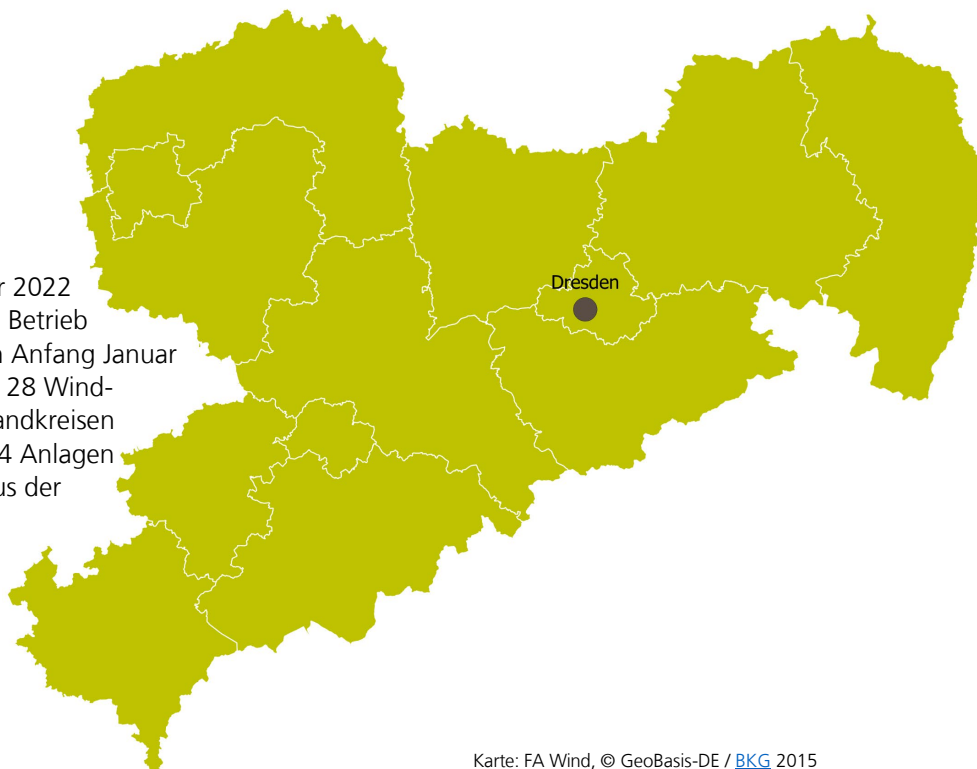 2022
Betrieb
Anfang Januar
28 Wind-
andkreisen
4 Anlagen
us der
Dresden
Karte: FA Wind, © GeoBasis-DE / BKG 2015